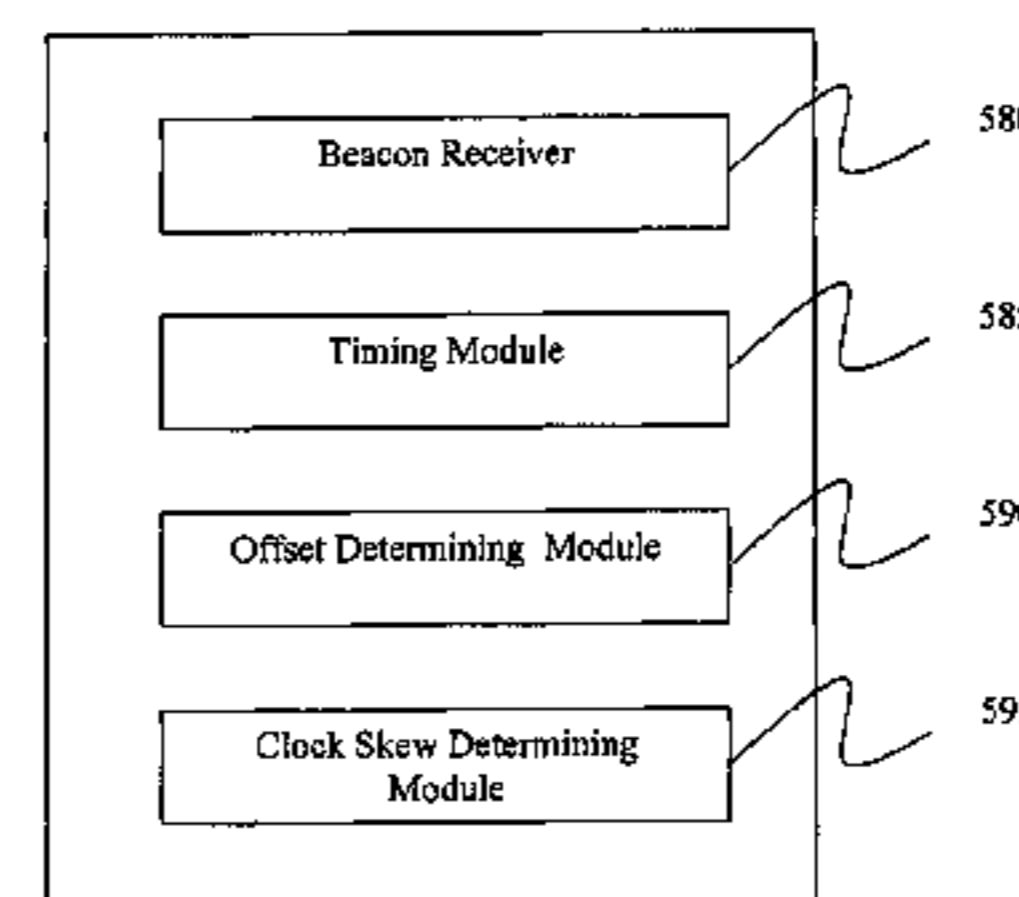 Beacon Receiver
Timing Module
Offset Determining Module
Clock Skew Determining
Module